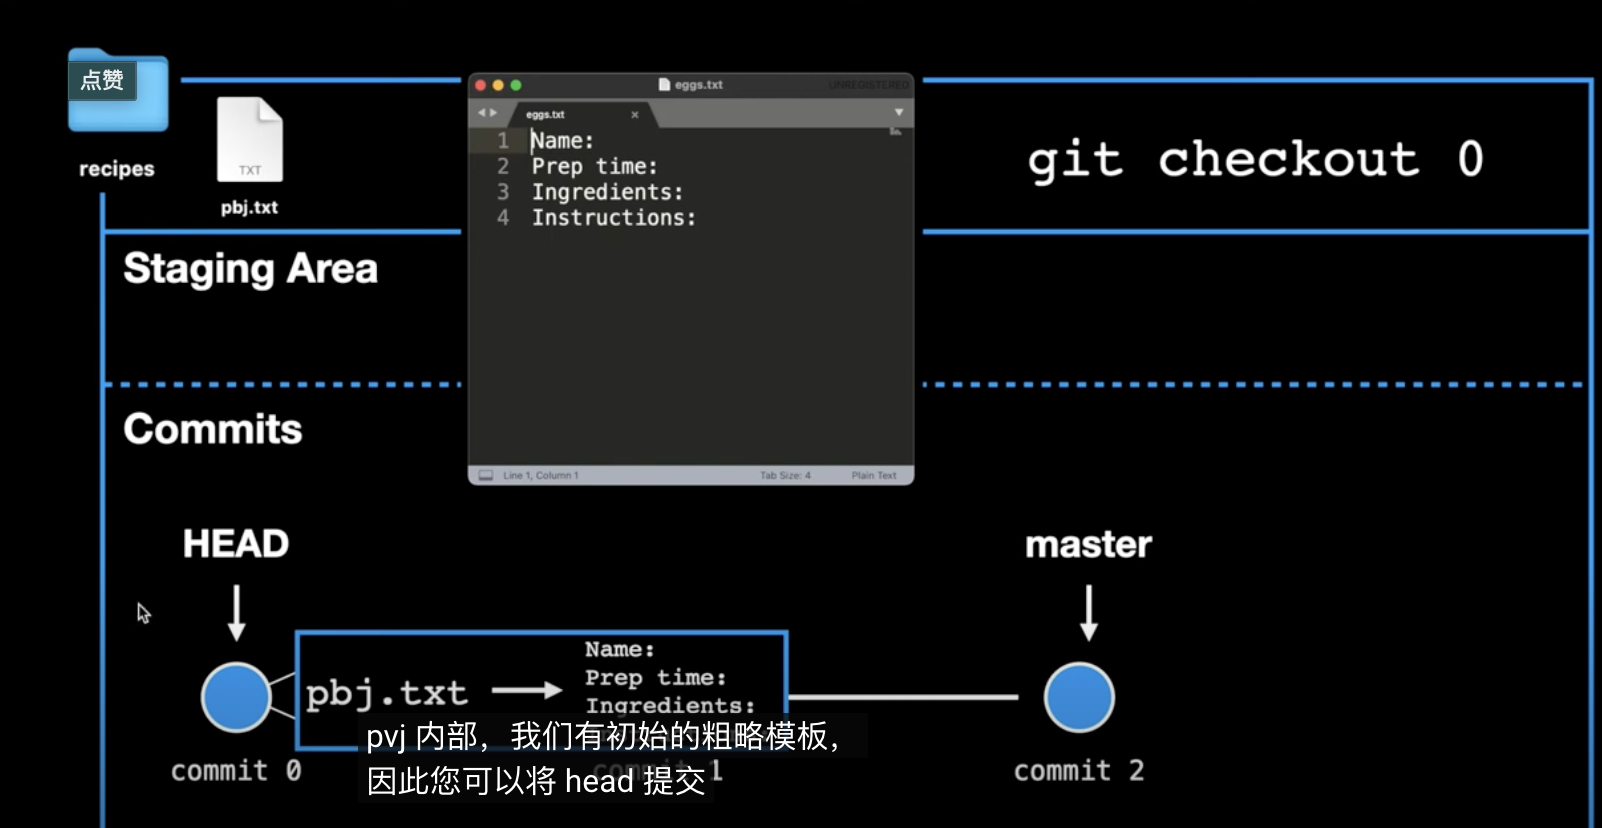 点赞
recipes
TXT
pbj.txt
eggs.txt
UNREGISTERED
eggs.txt
1 Name:
2 Prep time:
3 Ingredients:
4 Instructions:
Line 1, Column 1
Tab Size: 4
Plain Text
git checkout 0
Staging Area
Commits
HEAD
master
pbj.txt
Name:
Prep time:
Ingredients:
commit 0
1
commit 2
pvj 内部，我们有初始的粗略模板，
因此您可以将 head 提交